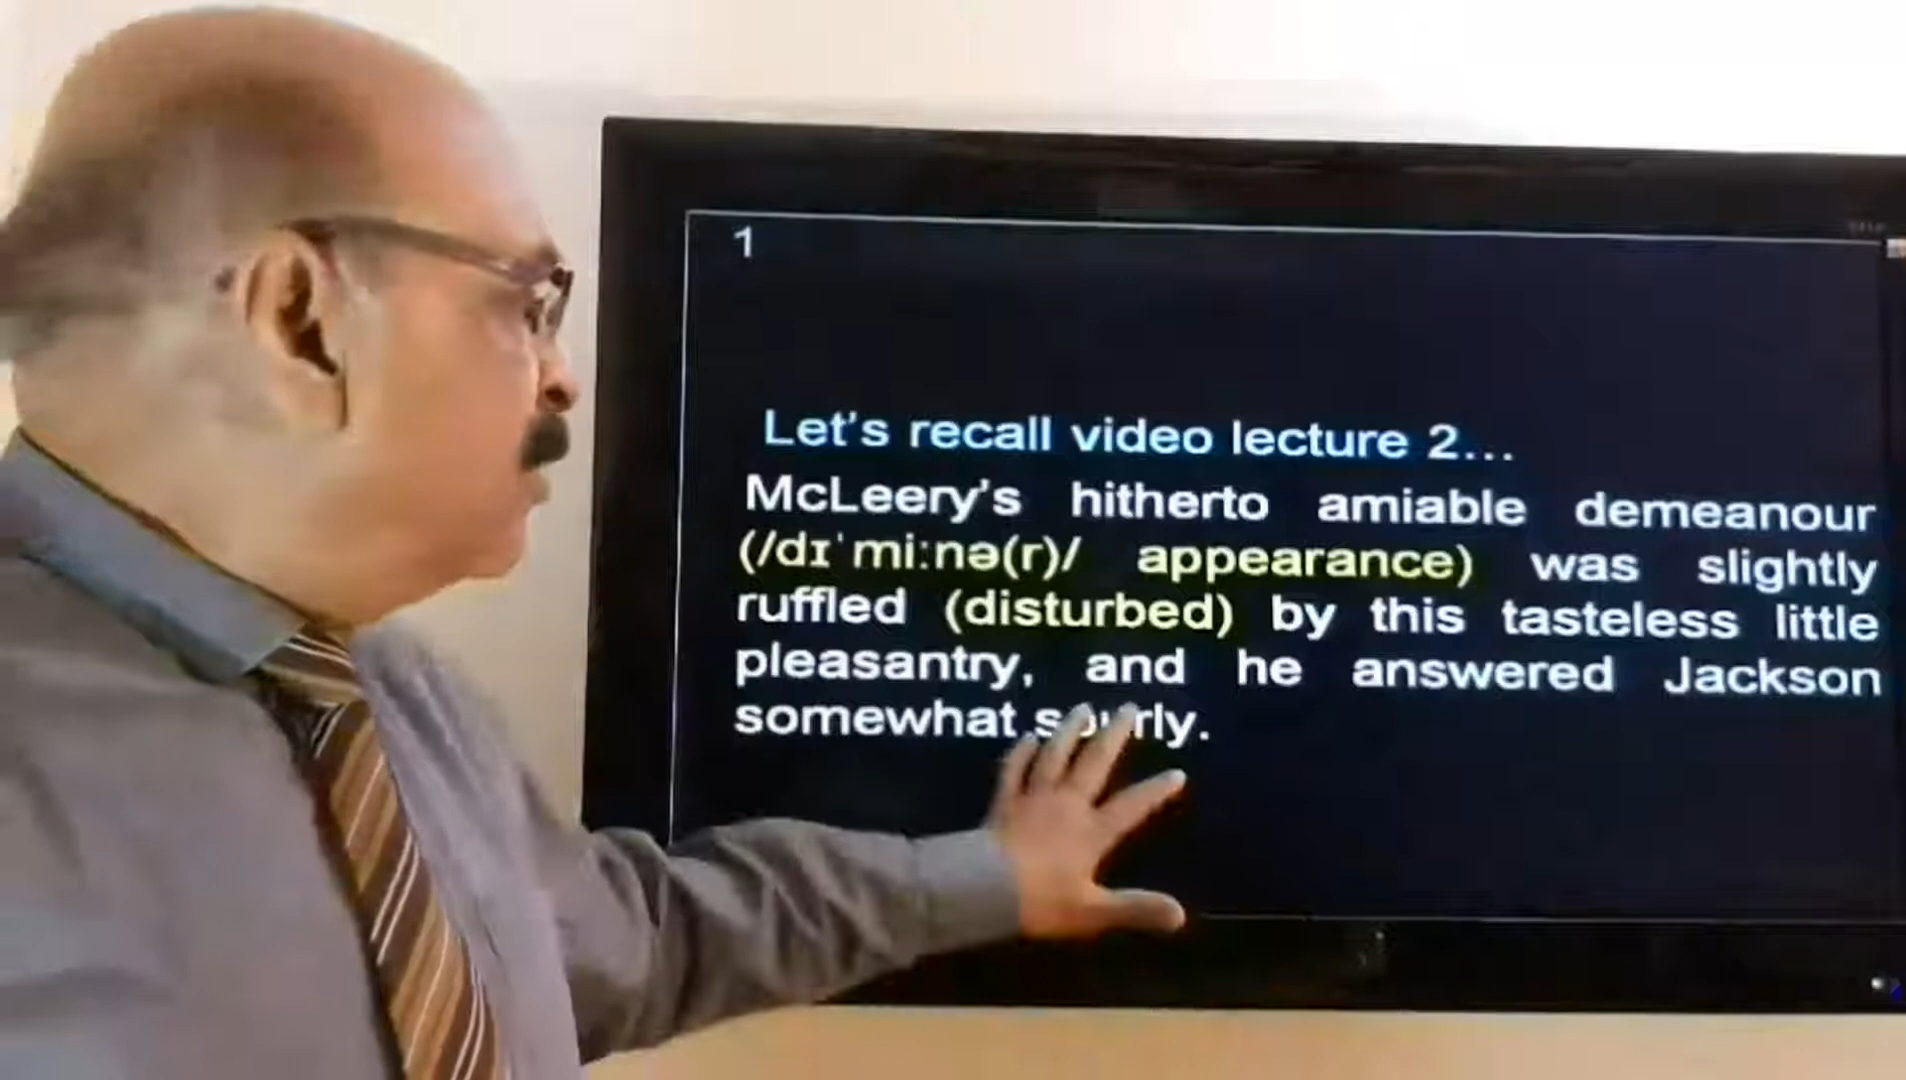 1
Let's recall video lecture 2...
McLeery's hitherto amiable demeanour
(/dɪˈmiːnə(r)/ appearance) was slightly
ruffled (disturbed) by this tasteless little
pleasantry, and he answered Jackson
somewhat sourly.